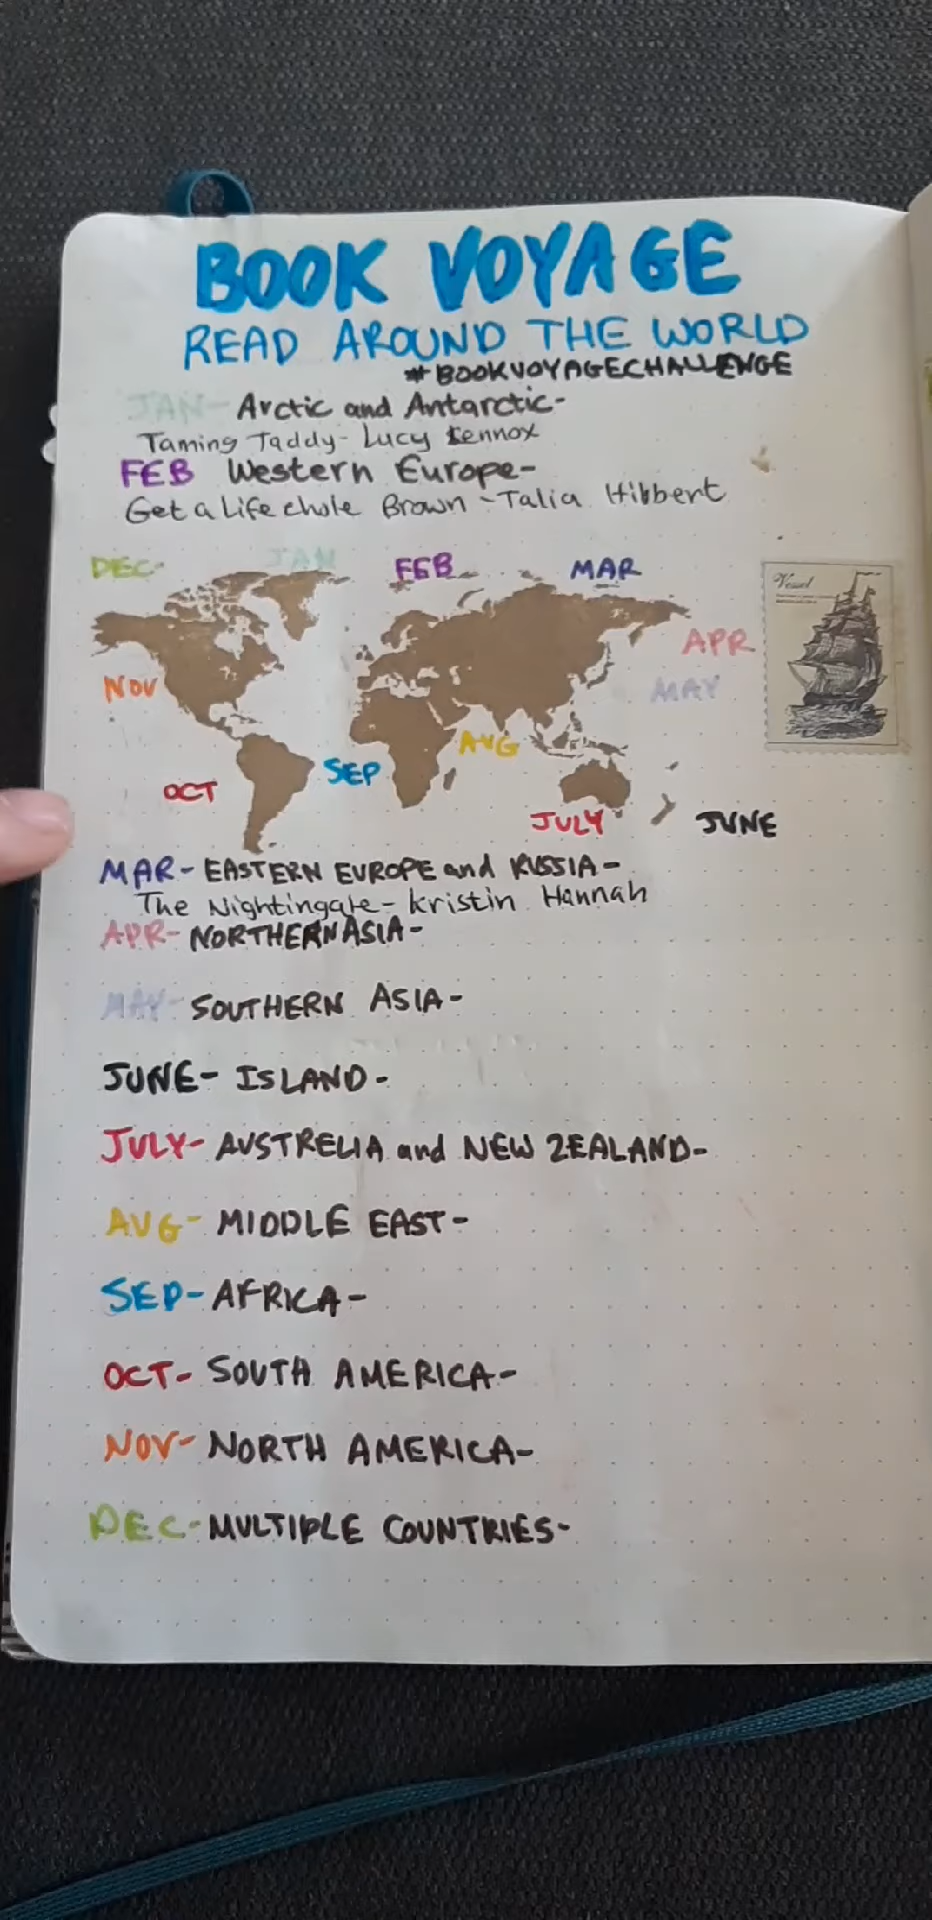 BOOK VOYAGE
READ AROUND THE WORLD
#BOOKVOYAGECHALLENGE
JAN- Arctic and Antarctic-
Taming Taddy- Lucy Lennox
FEB Western Europe-
Get a Life chole Brown - Talia Hibbert
DEC- JAN FEB MAR
Vessel
APR
NOV MAY
AUG
SEP
OCT
JULY JUNE
MAR- EASTERN EUROPE and RUSSIA-
The Nightingale- Kristin Hannah
APR- NORTHERN ASIA-
MAY- SOUTHERN ASIA-
JUNE- ISLAND-
JULY- AUSTRELIA and NEW ZEALAND-
AUG- MIDDLE EAST-
SEP- AFRICA-
OCT- SOUTH AMERICA-
NOV- NORTH AMERICA-
DEC- MULTIPLE COUNTRIES-